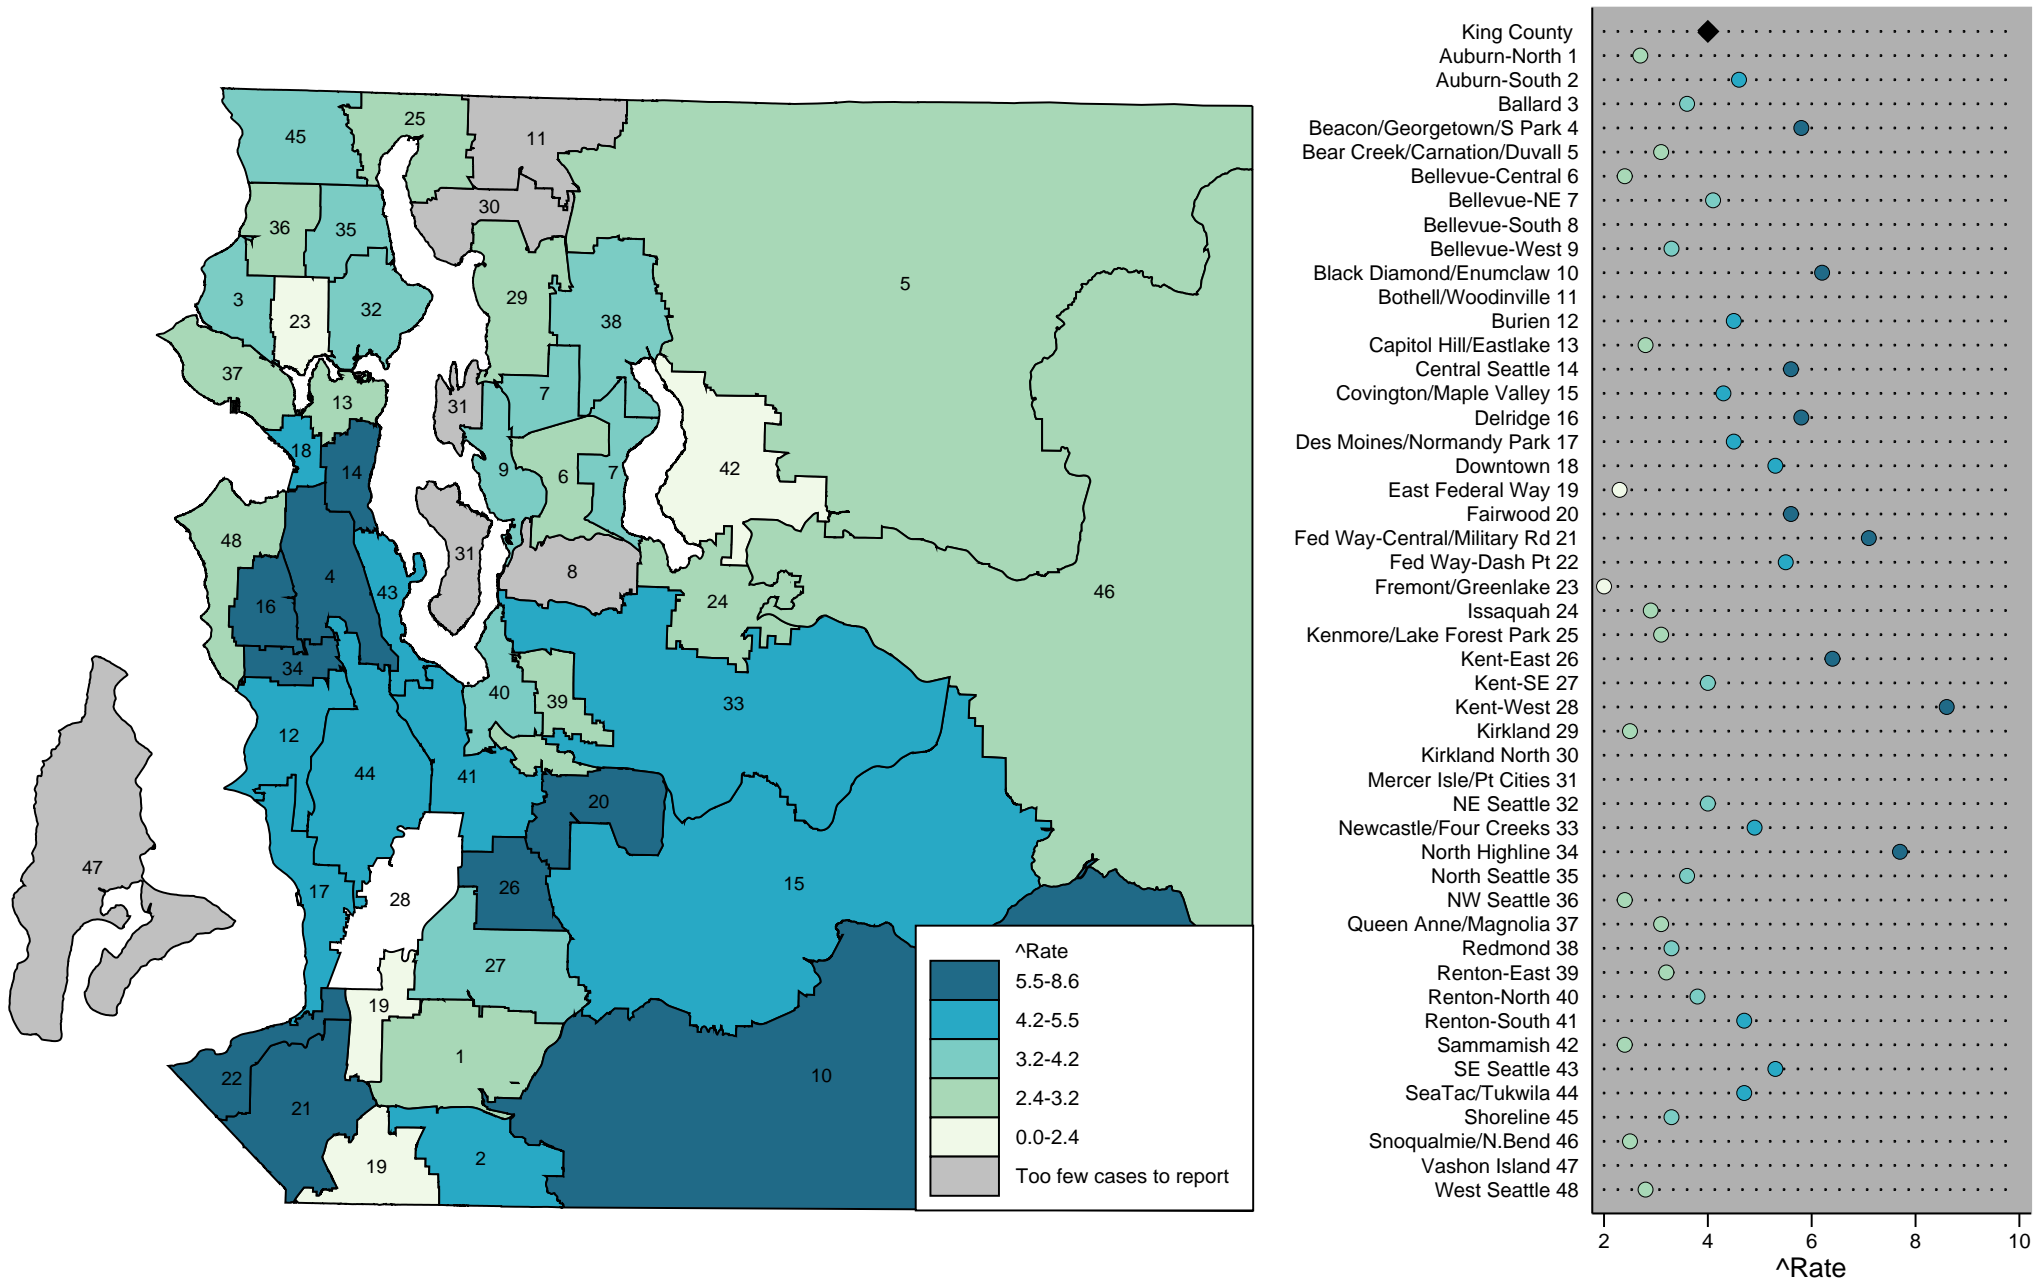 45
25
11
30
36
35
5
3
23
32
29
38
37
13
31
7
42
18
14
9
6
7
48
4
43
31
8
46
16
24
34
40
39
33
12
44
41
20
47
17
28
26
15
27
19
1
22
21
10
19
2
^Rate
5.5-8.6
4.2-5.5
3.2-4.2
2.4-3.2
0.0-2.4
Too few cases to report
King County
Auburn-North 1
Auburn-South 2
Ballard 3
Beacon/Georgetown/S Park 4
Bear Creek/Carnation/Duvall 5
Bellevue-Central 6
Bellevue-NE 7
Bellevue-South 8
Bellevue-West 9
Black Diamond/Enumclaw 10
Bothell/Woodinville 11
Burien 12
Capitol Hill/Eastlake 13
Central Seattle 14
Covington/Maple Valley 15
Delridge 16
Des Moines/Normandy Park 17
Downtown 18
East Federal Way 19
Fairwood 20
Fed Way-Central/Military Rd 21
Fed Way-Dash Pt 22
Fremont/Greenlake 23
Issaquah 24
Kenmore/Lake Forest Park 25
Kent-East 26
Kent-SE 27
Kent-West 28
Kirkland 29
Kirkland North 30
Mercer Isle/Pt Cities 31
NE Seattle 32
Newcastle/Four Creeks 33
North Highline 34
North Seattle 35
NW Seattle 36
Queen Anne/Magnolia 37
Redmond 38
Renton-East 39
Renton-North 40
Renton-South 41
Sammamish 42
SE Seattle 43
SeaTac/Tukwila 44
Shoreline 45
Snoqualmie/N.Bend 46
Vashon Island 47
West Seattle 48
2 4 6 8 10
^Rate